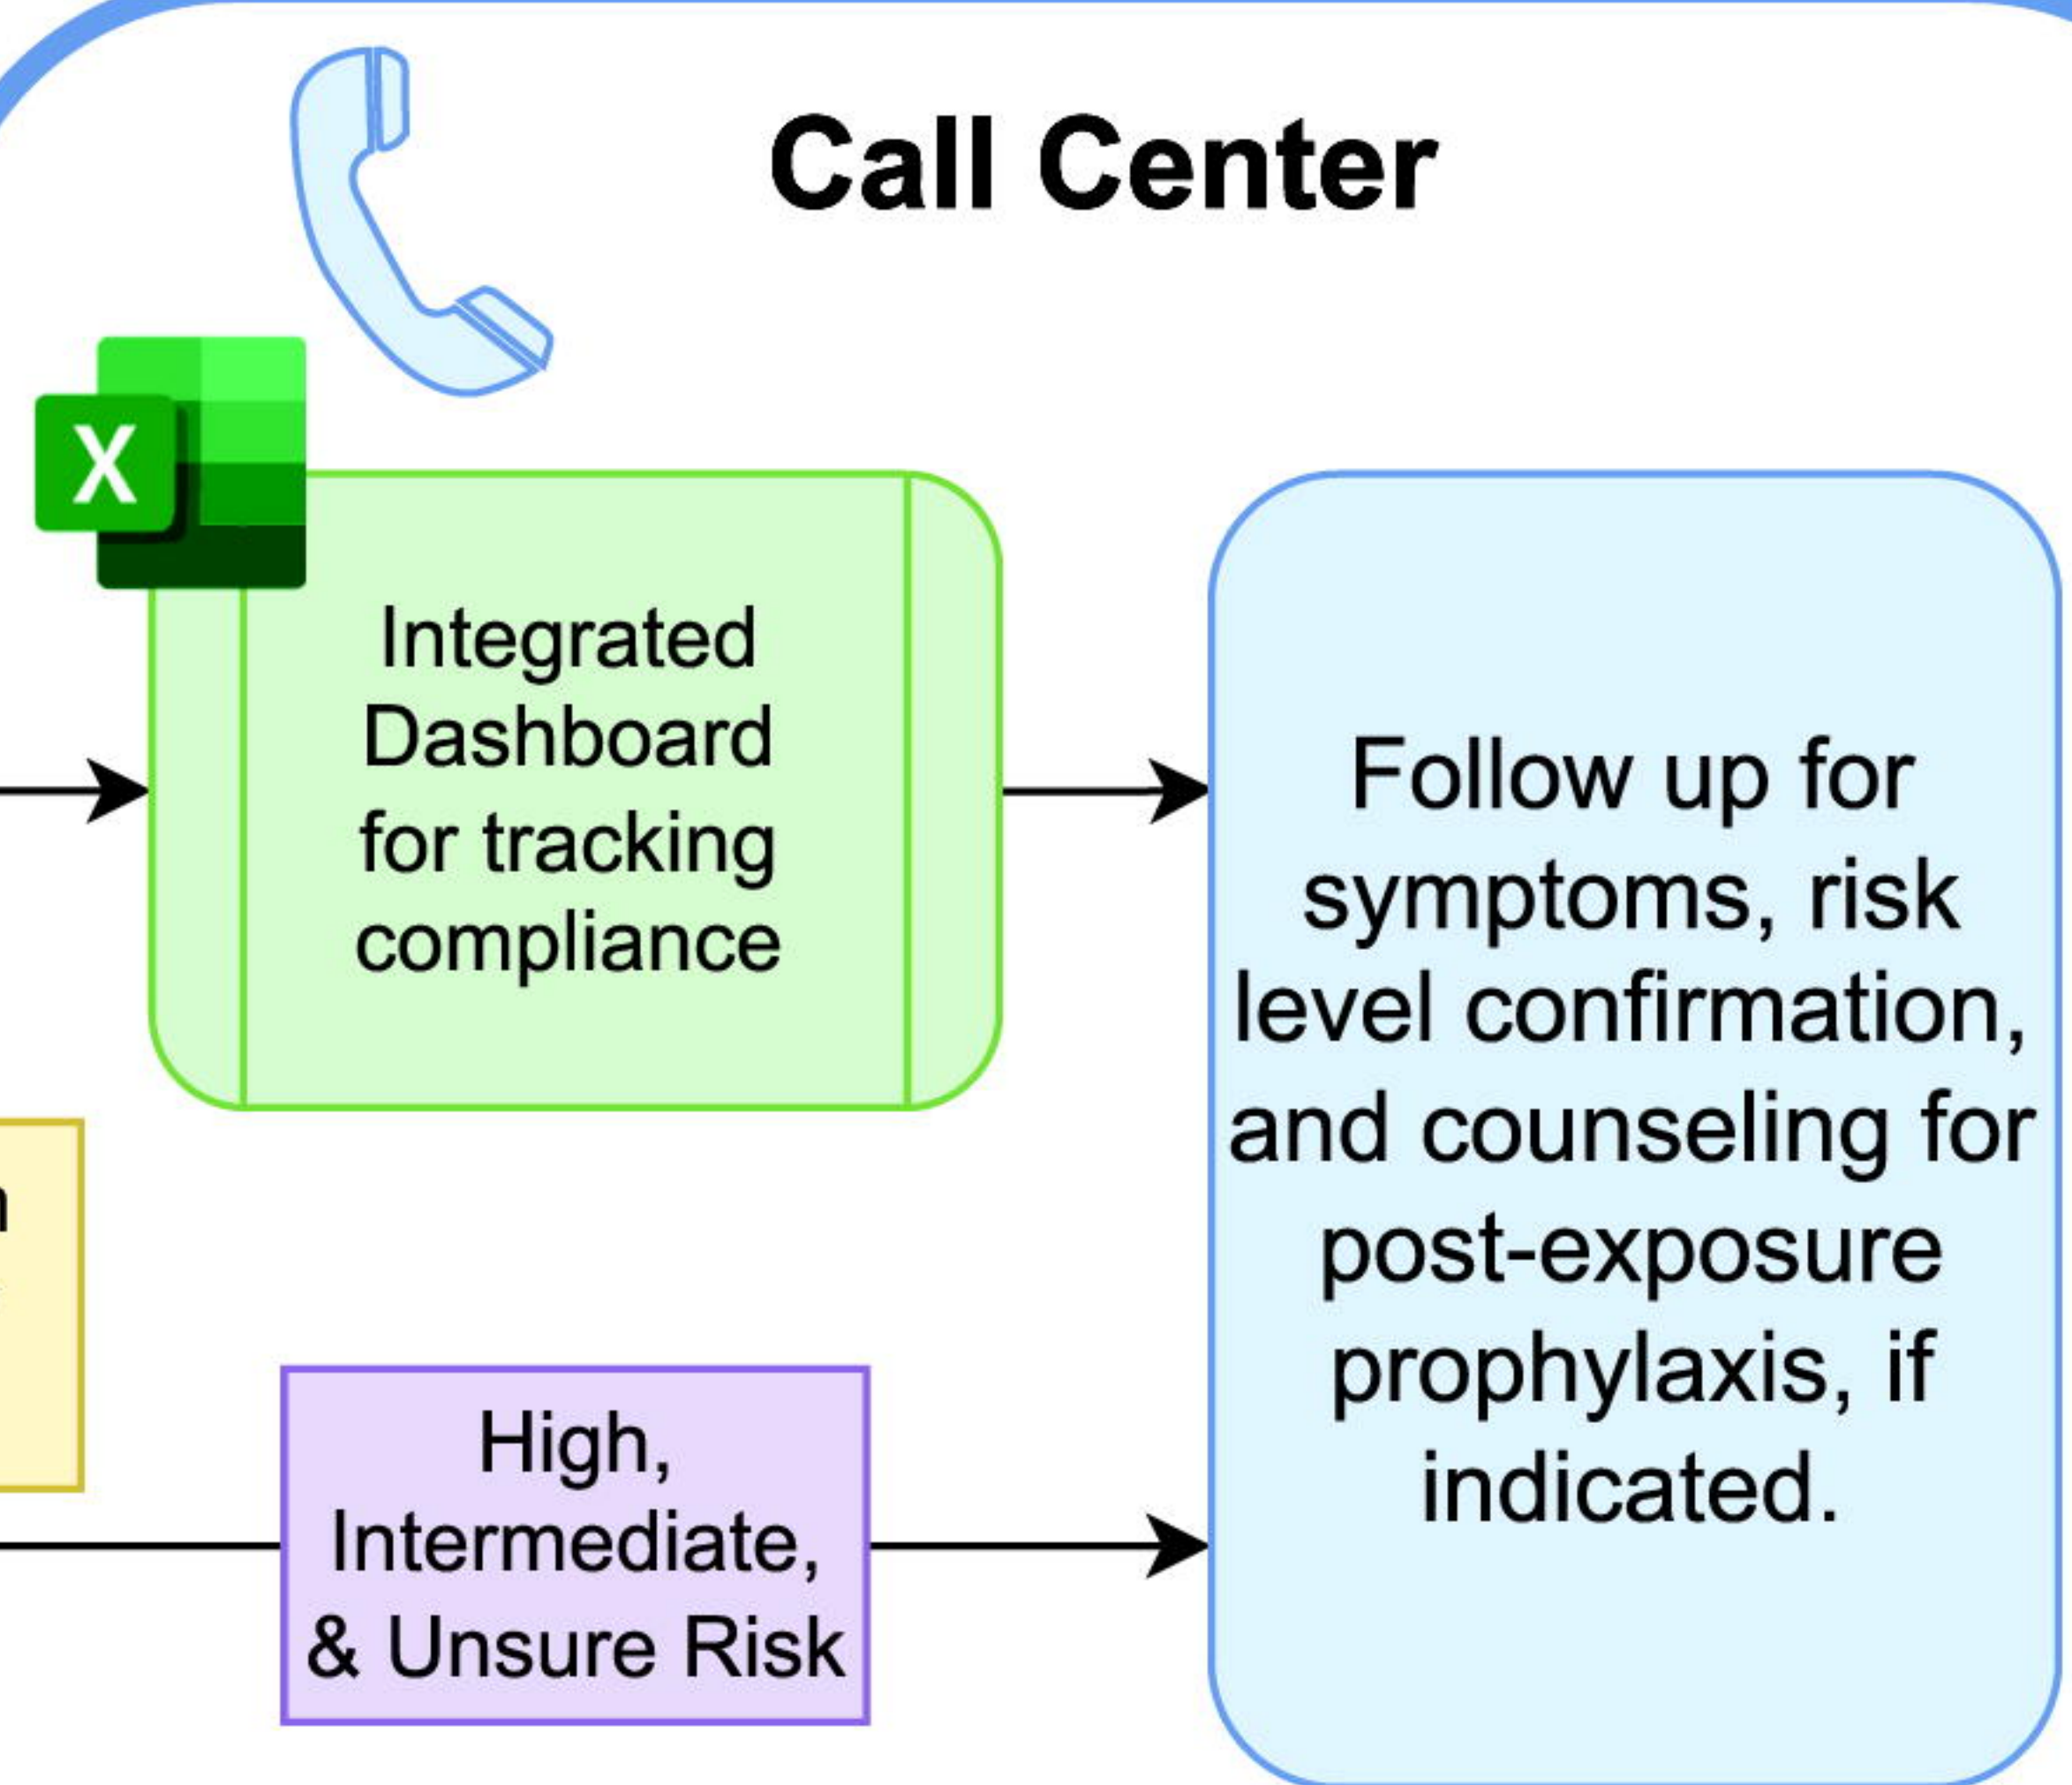 Call Center
X
Integrated
Dashboard
for tracking
compliance
Follow up for
symptoms, risk
level confirmation,
and counseling for
post-exposure
prophylaxis, if
indicated.
High,
Intermediate,
& Unsure Risk